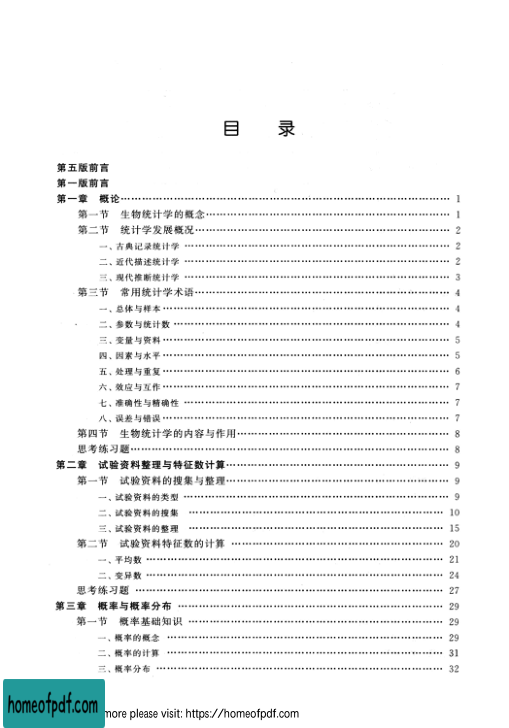 目 录
第五版前言
第一版前言
第一章 概论…………1
第一节 生物统计学的概念…………1
第二节 统计学发展概况…………2
一、古典记录统计学…………2
二、近代描述统计学…………2
三、现代推断统计学…………3
第三节 常用统计学术语…………4
一、总体与样本…………4
二、参数与统计数…………4
三、变量与资料…………5
四、因素与水平…………5
五、处理与重复…………6
六、效应与互作…………7
七、准确性与精确性…………7
八、误差与错误…………7
第四节 生物统计学的内容与作用…………8
思考练习题…………8
第二章 试验资料整理与特征数计算…………9
第一节 试验资料的搜集与整理…………9
一、试验资料的类型…………9
二、试验资料的搜集…………10
三、试验资料的整理…………15
第二节 试验资料特征数的计算…………20
一、平均数…………21
二、变异数…………24
思考练习题…………27
第三章 概率与概率分布…………29
第一节 概率基础知识…………29
一、概率的概念…………29
二、概率的计算…………31
三、概率分布…………32
homeofpdf.com
more please visit: https://homeofpdf.com